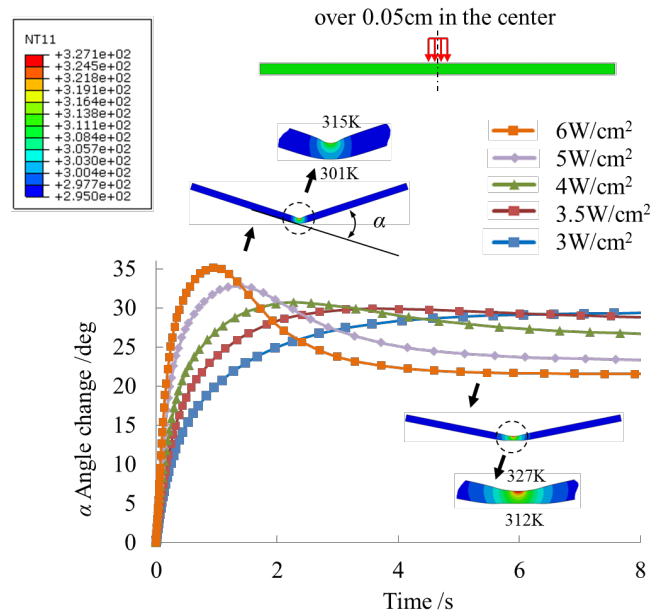 over 0.05cm in the center
NT11
+3.271e+02
+3.245e+02
+3.218e+02
+3.191e+02
+3.164e+02
+3.138e+02
+3.111e+02
+3.084e+02
+3.057e+02
+3.030e+02
+3.004e+02
+2.977e+02
+2.950e+02
315K
301K
α
6W/cm²
5W/cm²
4W/cm²
3.5W/cm²
3W/cm²
α Angle change /deg
35
30
25
20
15
10
5
0
327K
312K
0
2
4
6
8
Time /s